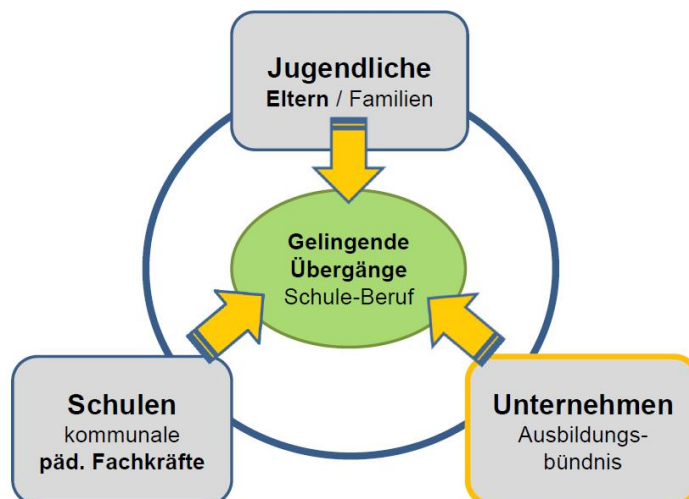 Jugendliche
Eltern / Familien
Gelingende
Übergänge
Schule-Beruf
Schulen
kommunale
päd. Fachkräfte
Unternehmen
Ausbildungs-
bündnis